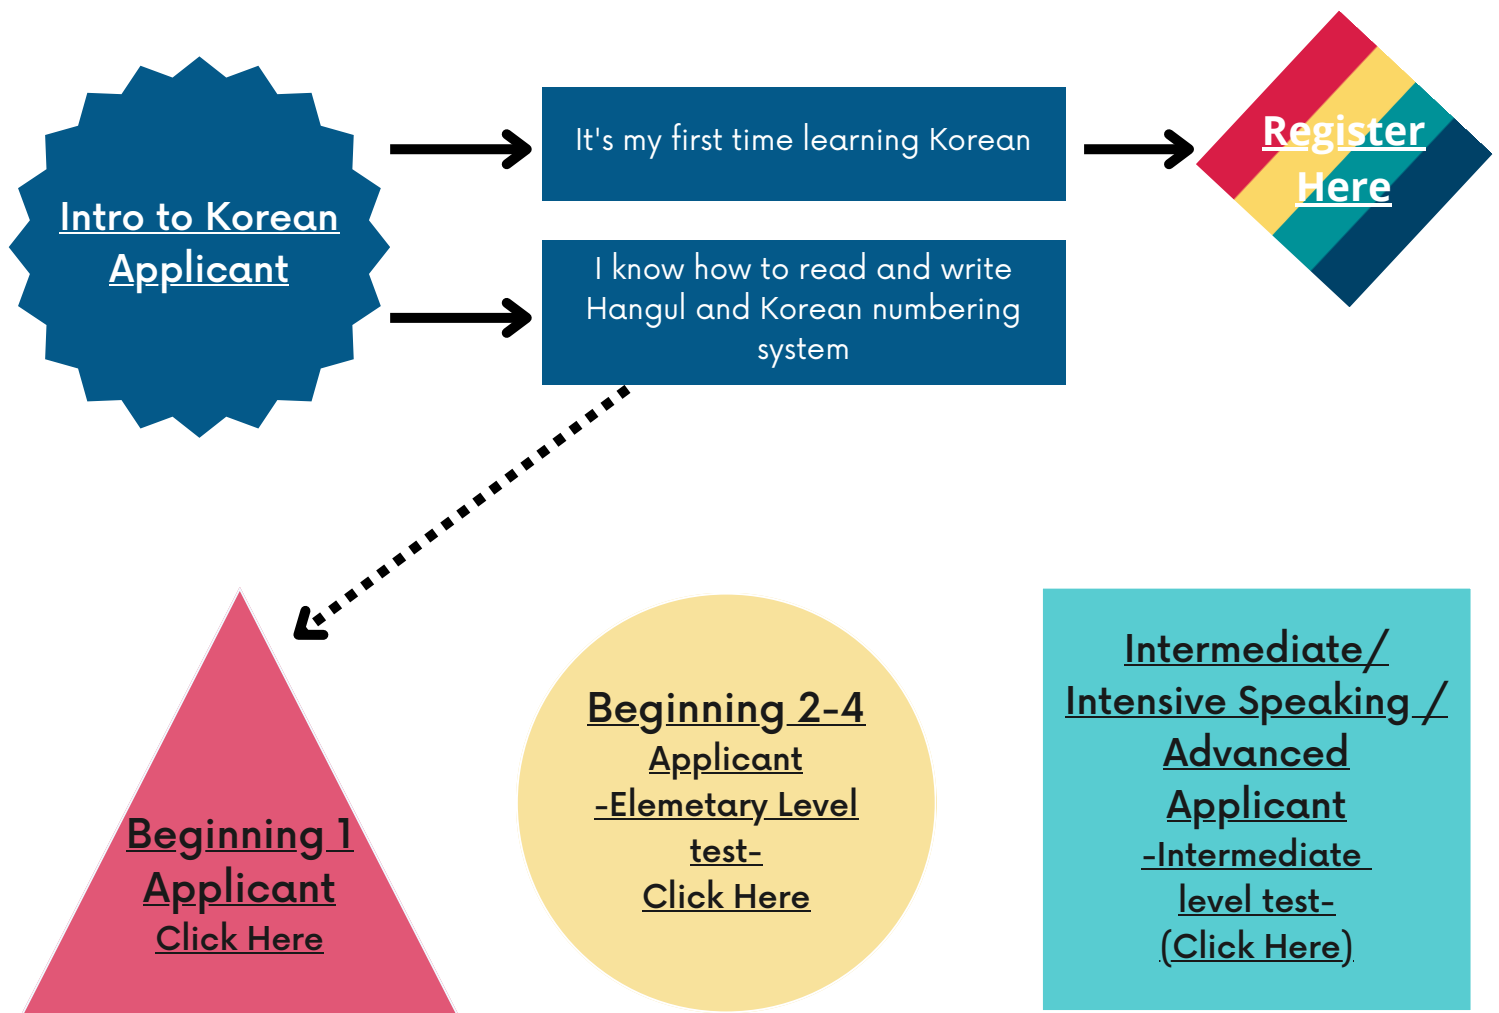 Intro to Korean
Applicant
It's my first time learning Korean
Register
Here
I know how to read and write
Hangul and Korean numbering
system
Beginning 1
Applicant
Click Here
Beginning 2-4
Applicant
-Elemetary Level
test-
Click Here
Intermediate/
Intensive Speaking /
Advanced
Applicant
-Intermediate
level test-
(Click Here)